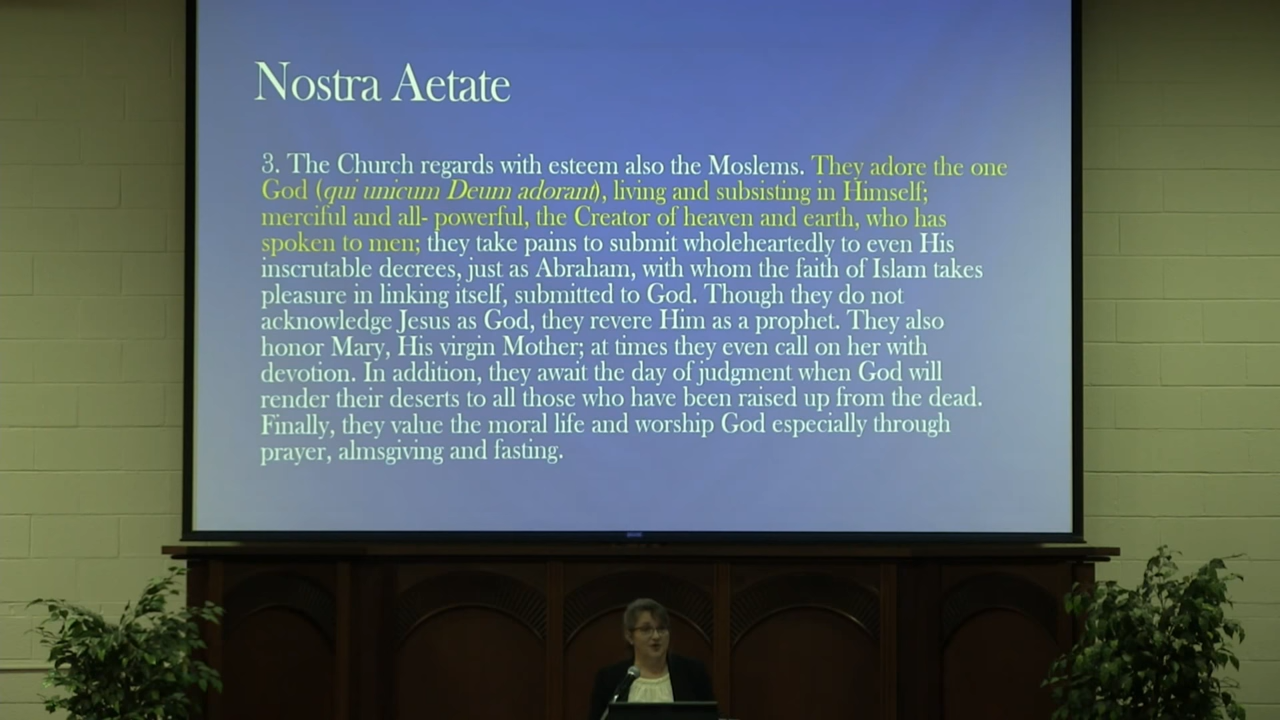 Nostra Aetate
3. The Church regards with esteem also the Moslems. They adore the one
God (qui unicum Deum adorant), living and subsisting in Himself;
merciful and all- powerful, the Creator of heaven and earth, who has
spoken to men; they take pains to submit wholeheartedly to even His
inscrutable decrees, just as Abraham, with whom the faith of Islam takes
pleasure in linking itself, submitted to God. Though they do not
acknowledge Jesus as God, they revere Him as a prophet. They also
honor Mary, His virgin Mother; at times they even call on her with
devotion. In addition, they await the day of judgment when God will
render their deserts to all those who have been raised up from the dead.
Finally, they value the moral life and worship God especially through
prayer, almsgiving and fasting.